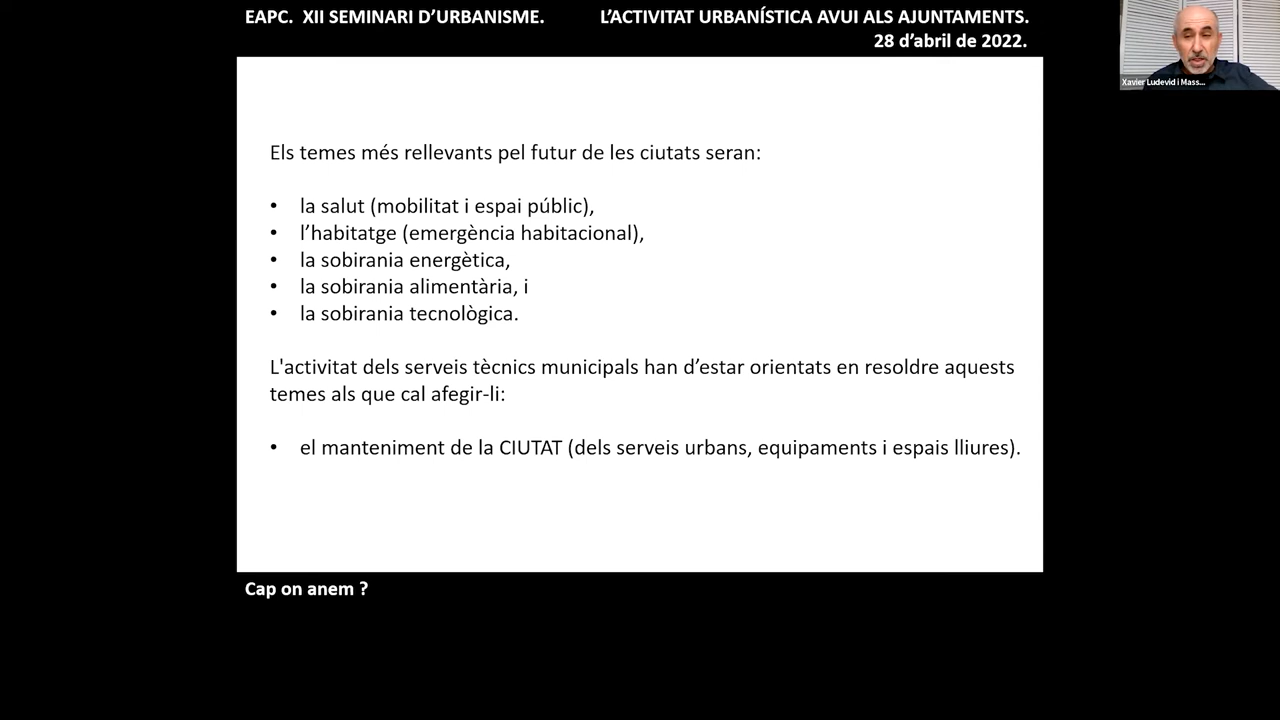 EAPC. XII SEMINARI D’URBANISME. L’ACTIVITAT URBANÍSTICA AVUI ALS AJUNTAMENTS.
28 d’abril de 2022.
Xavier Ludevid i Mass...
Els temes més rellevants pel futur de les ciutats seran:
• la salut (mobilitat i espai públic),
• l’habitatge (emergència habitacional),
• la sobirania energètica,
• la sobirania alimentària, i
• la sobirania tecnològica.
L'activitat dels serveis tècnics municipals han d’estar orientats en resoldre aquests
temes als que cal afegir-li:
• el manteniment de la CIUTAT (dels serveis urbans, equipaments i espais lliures).
Cap on anem ?